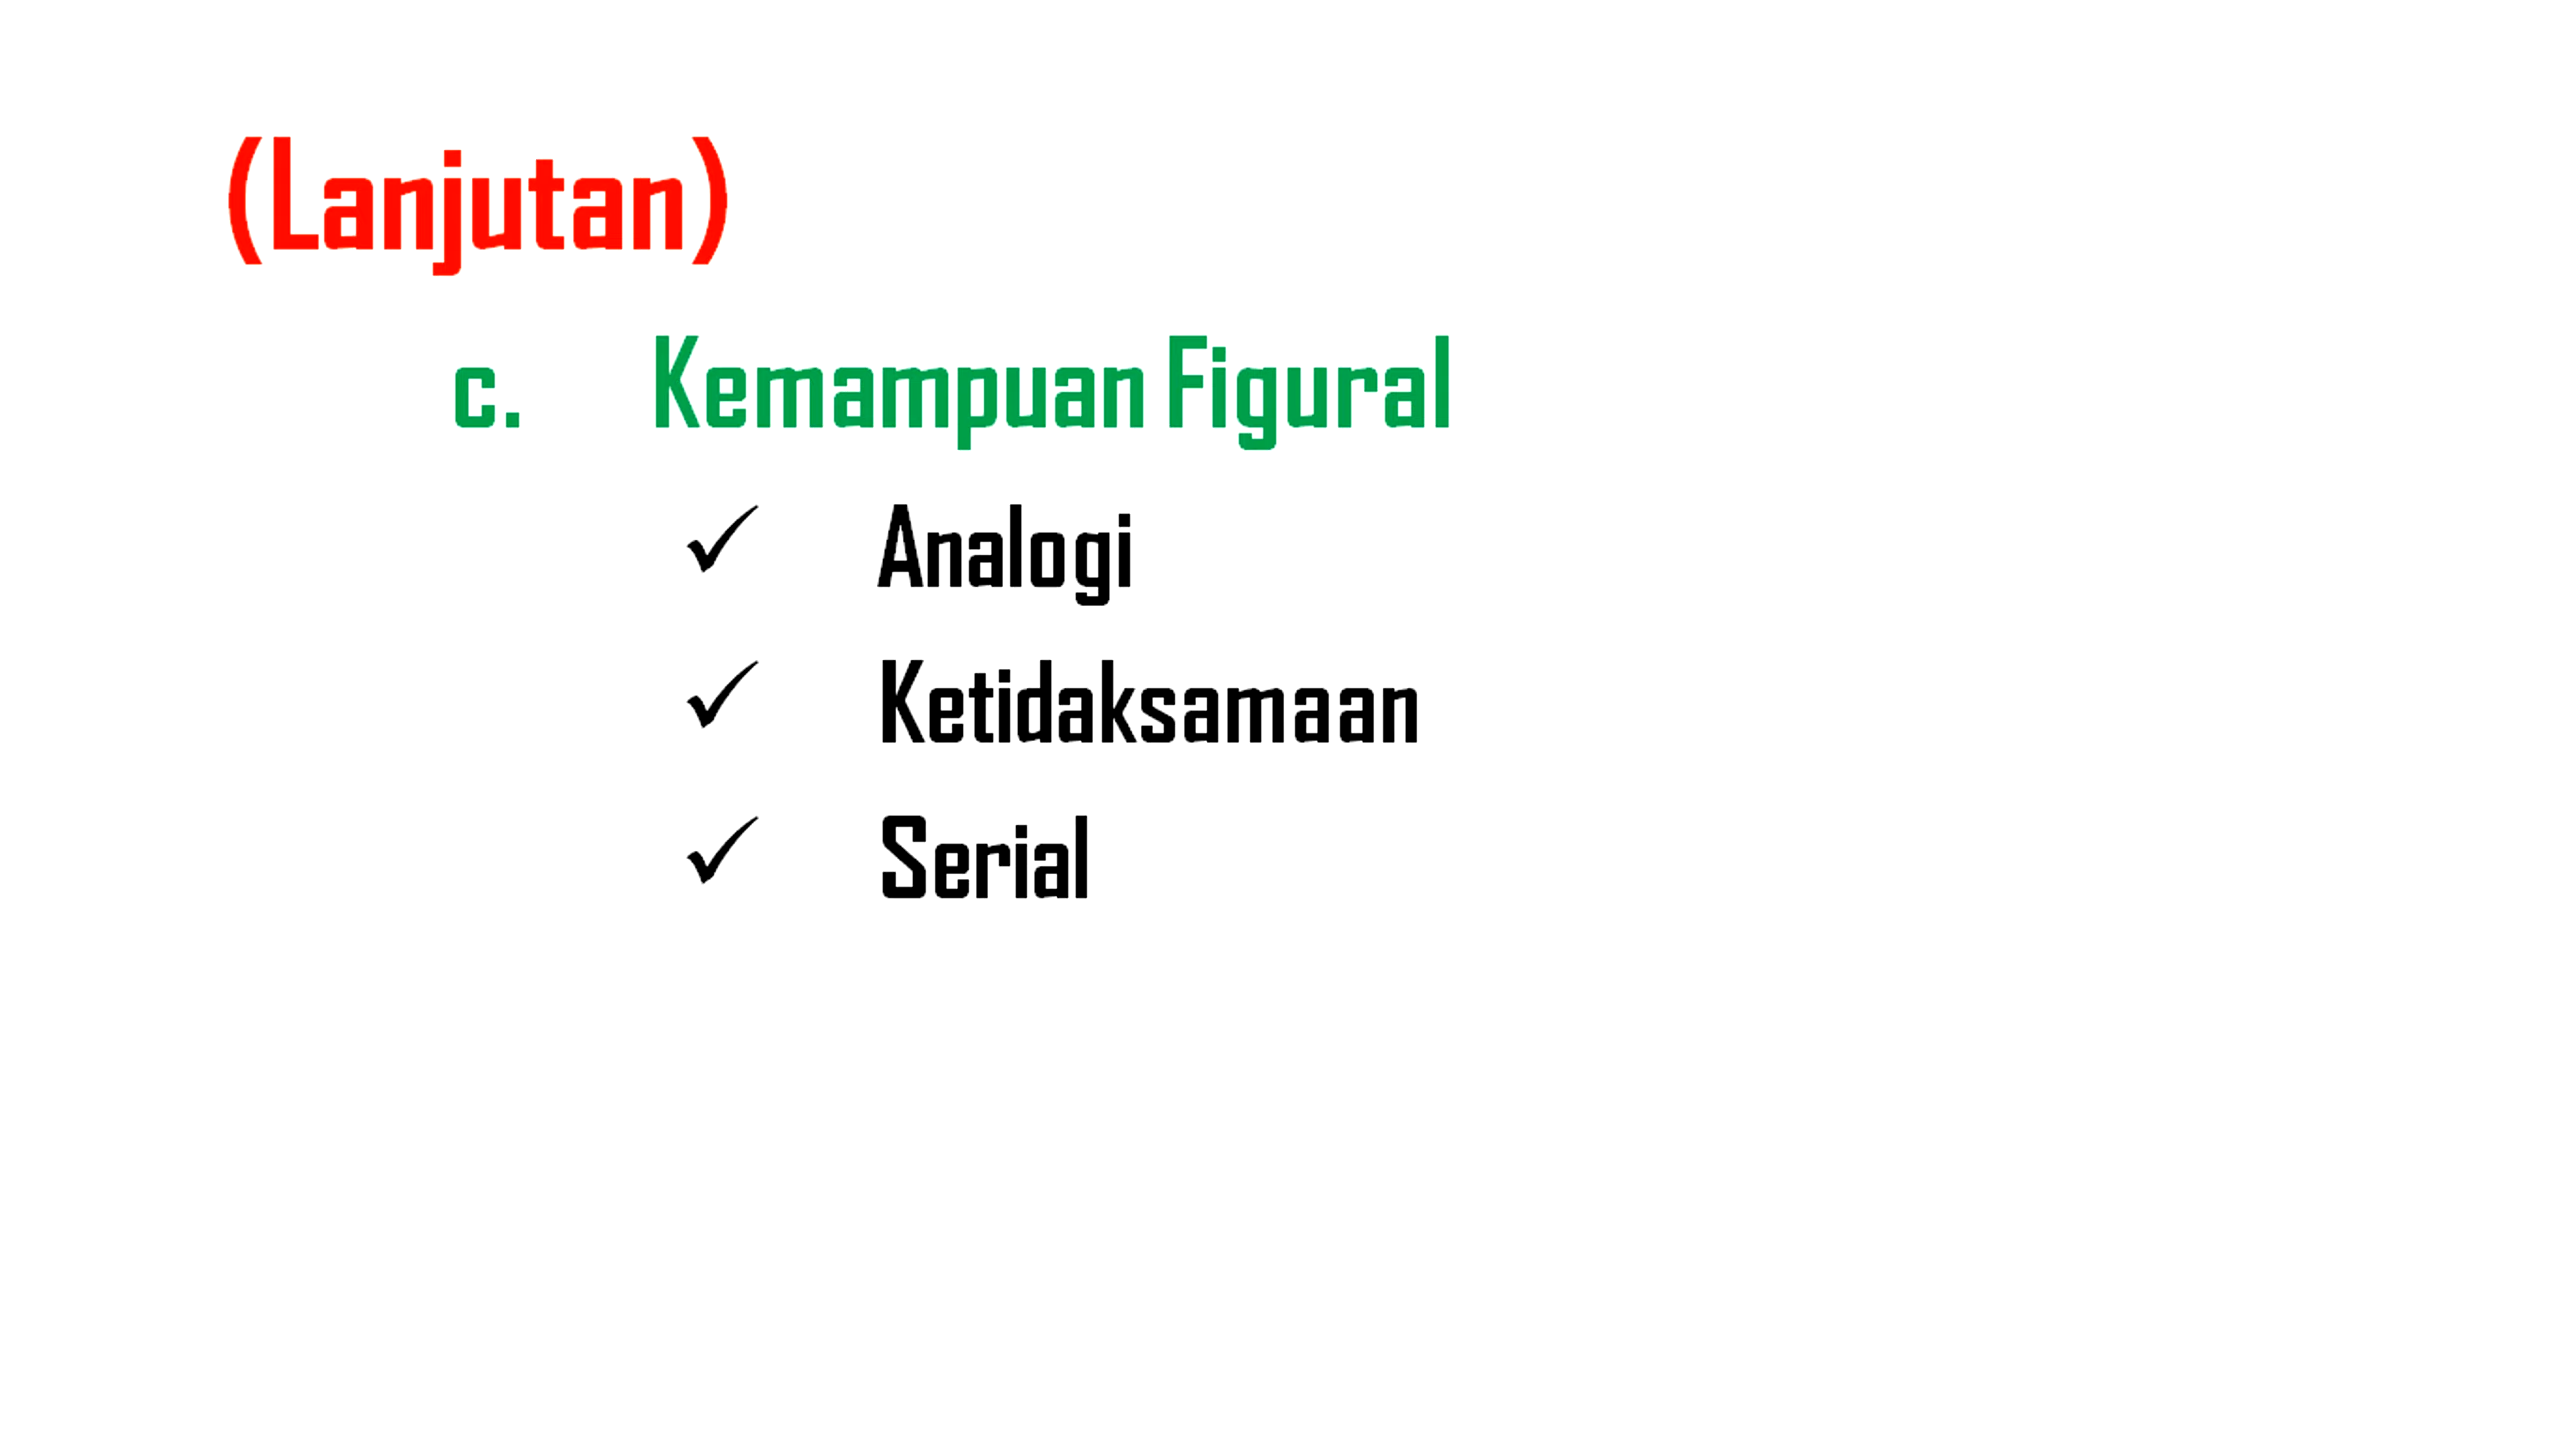 (Lanjutan)
c. Kemampuan Figural
✓ Analogi
✓ Ketidaksamaan
✓ Serial